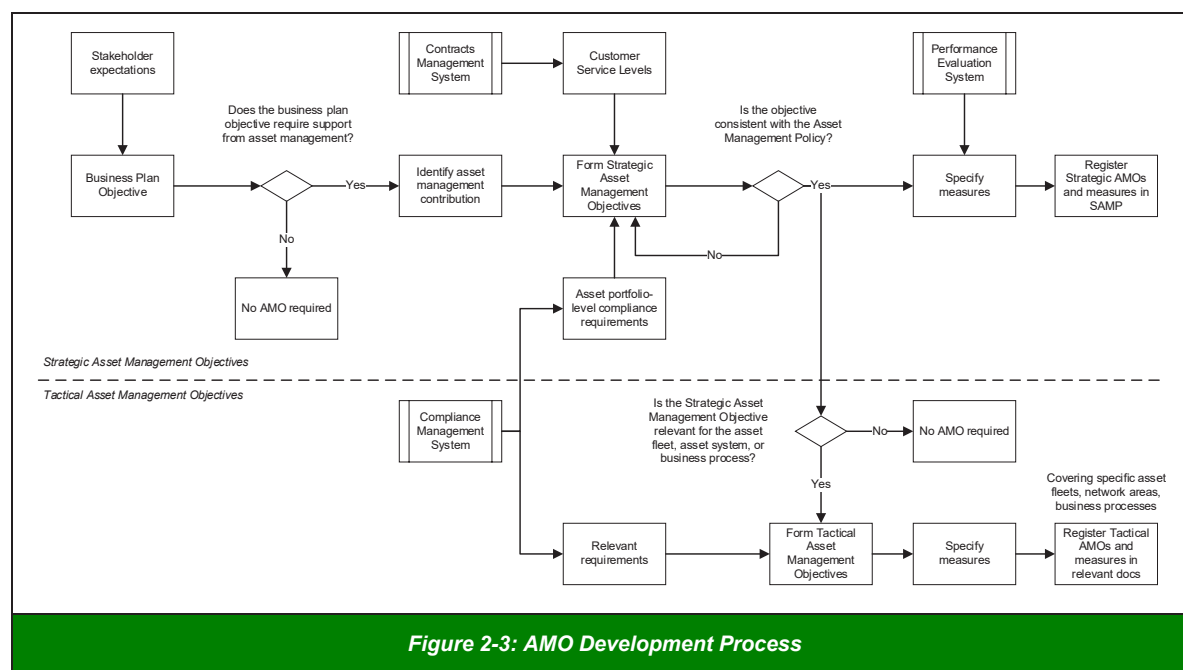 Stakeholder
expectations
Contracts
Management
System
Customer
Service Levels
Performance
Evaluation
System
Does the business plan
objective require support
from asset management?
Is the objective
consistent with the Asset
Management Policy?
Business Plan
Objective
Yes
Identify asset
management
contribution
Form Strategic
Asset
Management
Objectives
Yes
Specify
measures
Register
Strategic AMOs
and measures in
SAMP
No
No
No AMO required
Asset portfolio-
level compliance
requirements
Strategic Asset Management Objectives
Tactical Asset Management Objectives
Compliance
Management
System
Is the Strategic Asset
Management Objective
relevant for the asset
fleet, asset system, or
business process?
No
No AMO required
Yes
Covering specific asset
fleets, network areas,
business processes
Relevant
requirements
Form Tactical
Asset
Management
Objectives
Specify
measures
Register Tactical
AMOs and
measures in
relevant docs
Figure 2-3: AMO Development Process